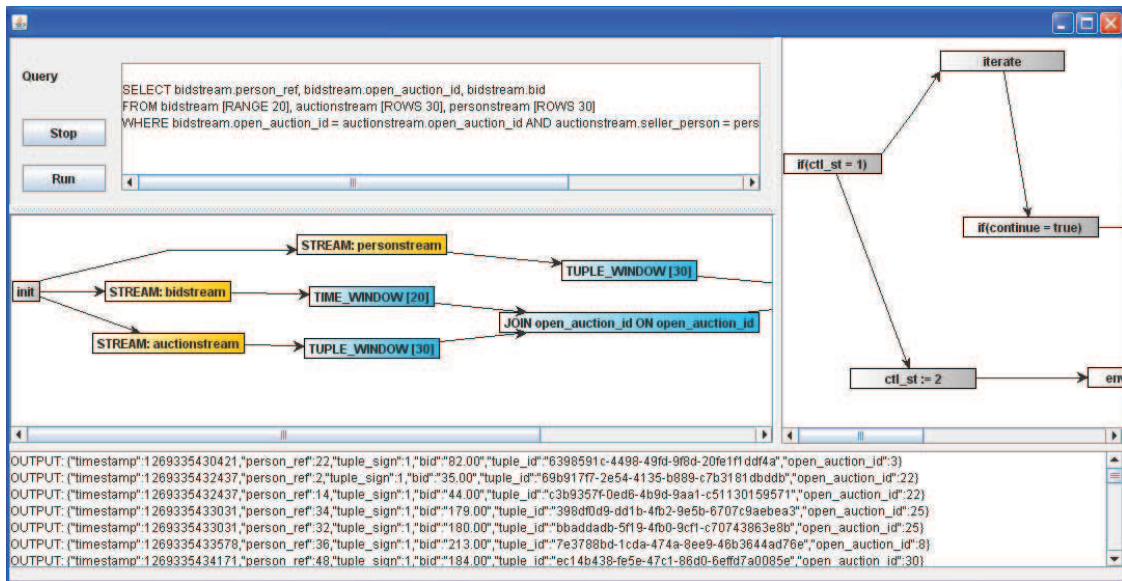 Query
SELECT bidstream.person_ref, bidstream.open_auction_id, bidstream.bid
FROM bidstream [RANGE 20], auctionstream [ROWS 30], personstream [ROWS 30]
WHERE bidstream.open_auction_id = auctionstream.open_auction_id AND auctionstream.seller_person = pers
Stop
Run
iterate
if(ctl_st = 1)
if(continue = true)
ctl_st := 2
env
init
STREAM: personstream
TUPLE_WINDOW [30]
STREAM: bidstream
TIME_WINDOW [20]
JOIN open_auction_id ON open_auction_id
STREAM: auctionstream
TUPLE_WINDOW [30]
OUTPUT: {"timestamp":1269335430421,"person_ref":22,"tuple_sign":1,"bid":"82.00","tuple_id":"6398591c-4498-49fd-9f8d-20fe1f1ddf4a","open_auction_id":3}
OUTPUT: {"timestamp":1269335432437,"person_ref":2,"tuple_sign":1,"bid":"35.00","tuple_id":"69b917f7-2e54-4135-b889-c7b3181dbddb","open_auction_id":22}
OUTPUT: {"timestamp":1269335432437,"person_ref":14,"tuple_sign":1,"bid":"44.00","tuple_id":"c3b9357f-0ed6-4b9d-9aa1-c51130159571","open_auction_id":22}
OUTPUT: {"timestamp":1269335433031,"person_ref":34,"tuple_sign":1,"bid":"179.00","tuple_id":"398df0d9-dd1b-4fb2-9e5b-6707c9aebea3","open_auction_id":25}
OUTPUT: {"timestamp":1269335433031,"person_ref":32,"tuple_sign":1,"bid":"180.00","tuple_id":"bbaddadb-5f19-4fb0-9cf1-c70743863e8b","open_auction_id":25}
OUTPUT: {"timestamp":1269335433578,"person_ref":36,"tuple_sign":1,"bid":"213.00","tuple_id":"7e3788bd-1cda-474a-8ee9-46b3644ad76e","open_auction_id":8}
OUTPUT: {"timestamp":1269335434171,"person_ref":48,"tuple_sign":1,"bid":"184.00","tuple_id":"ec14b438-fe5e-47c1-86d0-6effd7a0085e","open_auction_id":30}